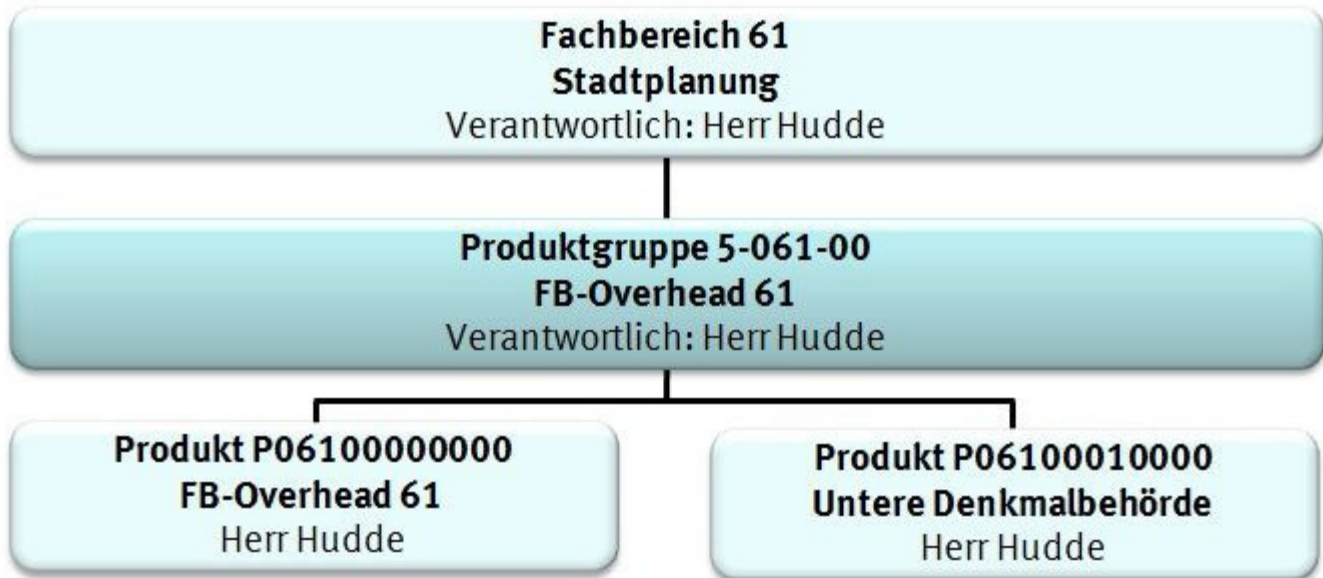 Fachbereich 61
Stadtplanung
Verantwortlich: Herr Hudde
Produktgruppe 5-061-00
FB-Overhead 61
Verantwortlich: Herr Hudde
Produkt P06100000000
FB-Overhead 61
Herr Hudde
Produkt P06100010000
Untere Denkmalbehörde
Herr Hudde